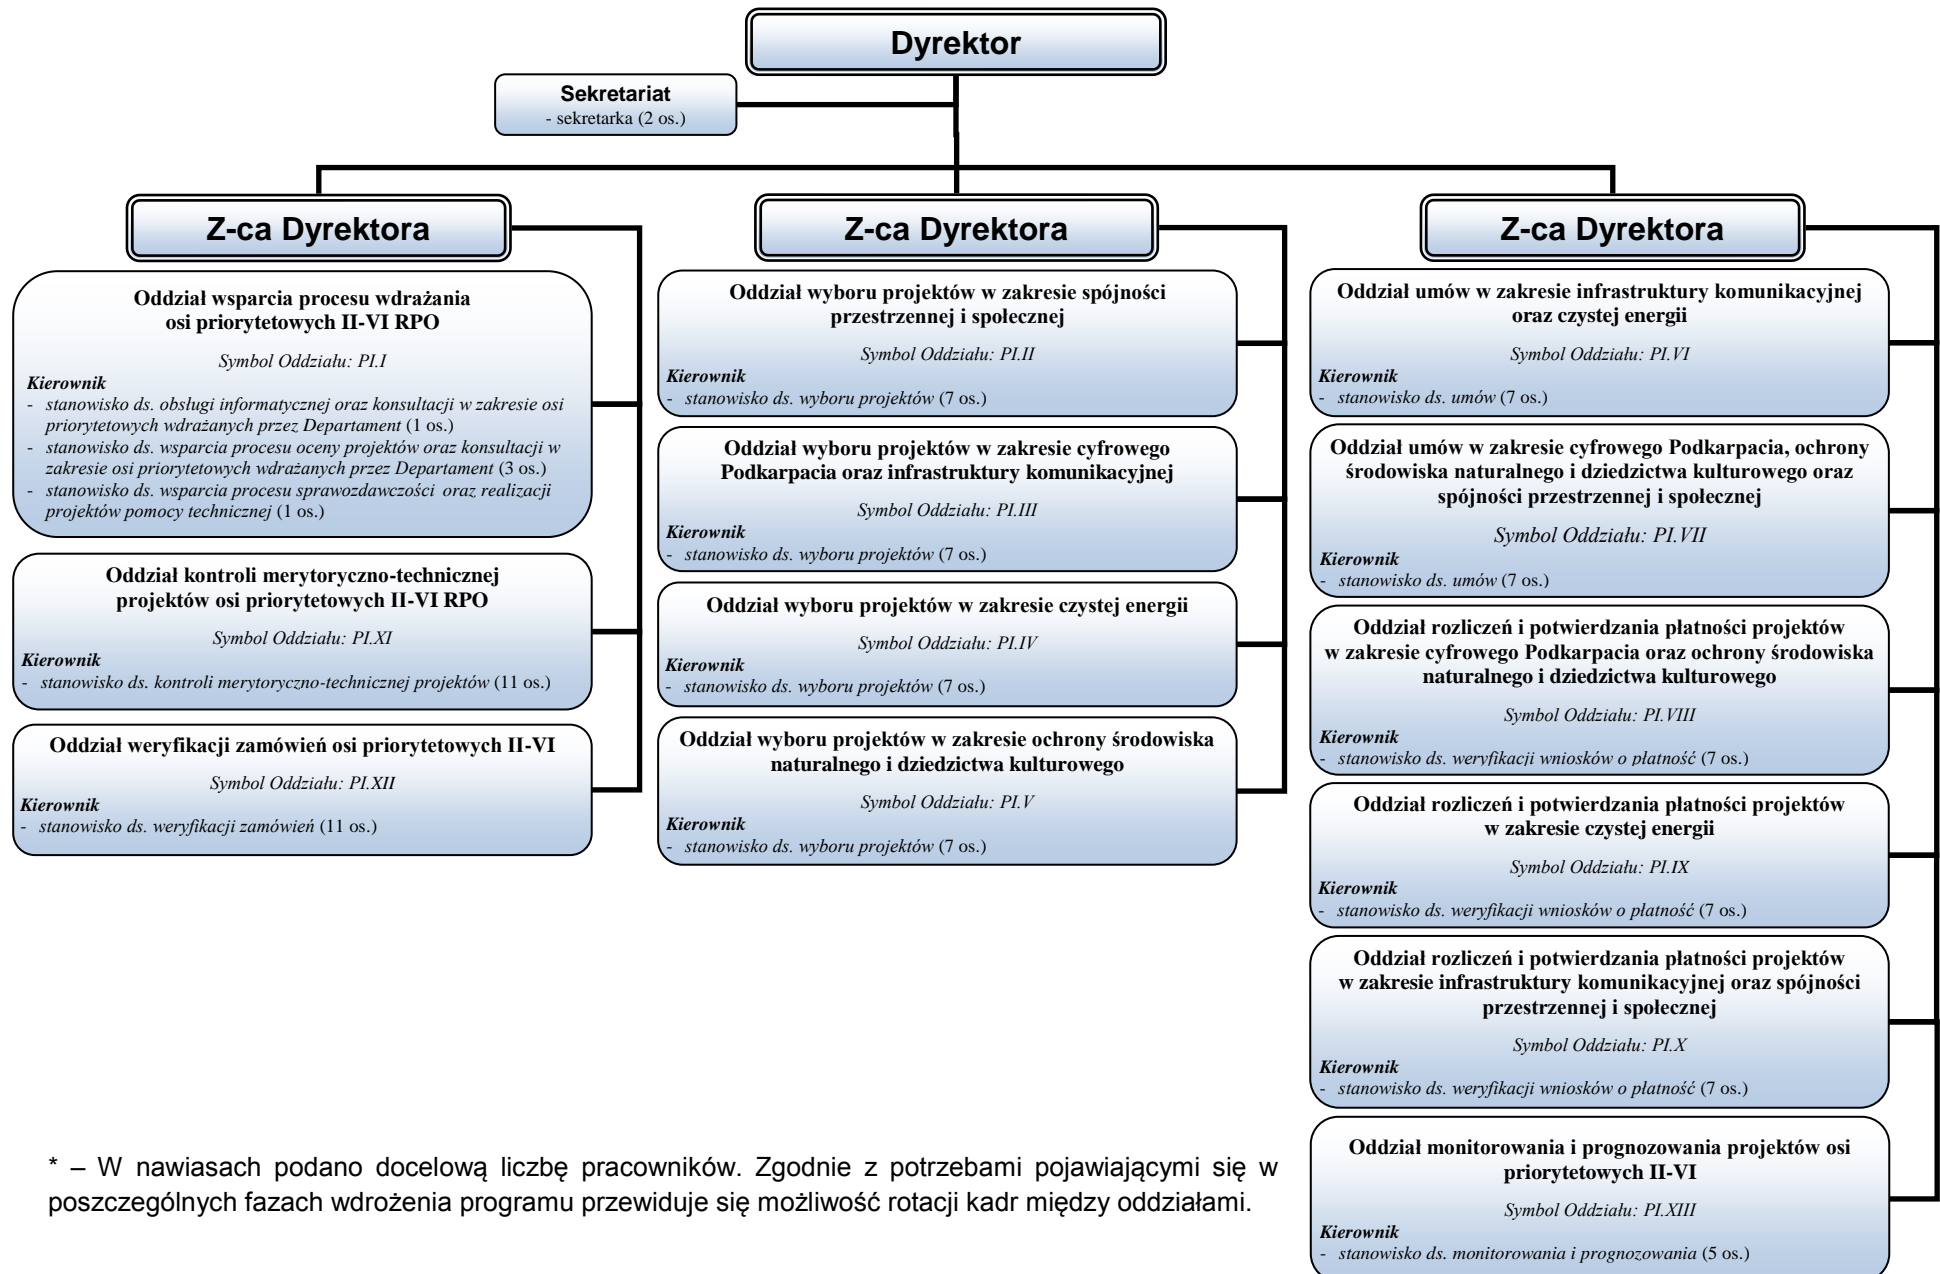 Dyrektor
Sekretariat
- sekretarka (2 os.)
Z-ca Dyrektora
Oddział wsparcia procesu wdrażania
osi priorytetowych II-VI RPO
Symbol Oddziału: PI.I
Kierownik
- stanowisko ds. obsługi informatycznej oraz konsultacji w zakresie osi
priorytetowych wdrażanych przez Departament (1 os.)
- stanowisko ds. wsparcia procesu oceny projektów oraz konsultacji w
zakresie osi priorytetowych wdrażanych przez Departament (3 os.)
- stanowisko ds. wsparcia procesu sprawozdawczości oraz realizacji
projektów pomocy technicznej (1 os.)
Oddział kontroli merytoryczno-technicznej
projektów osi priorytetowych II-VI RPO
Symbol Oddziału: PI.XI
Kierownik
- stanowisko ds. kontroli merytoryczno-technicznej projektów (11 os.)
Oddział weryfikacji zamówień osi priorytetowych II-VI
Symbol Oddziału: PI.XII
Kierownik
- stanowisko ds. weryfikacji zamówień (11 os.)
Z-ca Dyrektora
Oddział wyboru projektów w zakresie spójności
przestrzennej i społecznej
Symbol Oddziału: PI.II
Kierownik
- stanowisko ds. wyboru projektów (7 os.)
Oddział wyboru projektów w zakresie cyfrowego
Podkarpacia oraz infrastruktury komunikacyjnej
Symbol Oddziału: PI.III
Kierownik
- stanowisko ds. wyboru projektów (7 os.)
Oddział wyboru projektów w zakresie czystej energii
Symbol Oddziału: PI.IV
Kierownik
- stanowisko ds. wyboru projektów (7 os.)
Oddział wyboru projektów w zakresie ochrony środowiska
naturalnego i dziedzictwa kulturowego
Symbol Oddziału: PI.V
Kierownik
- stanowisko ds. wyboru projektów (7 os.)
Z-ca Dyrektora
Oddział umów w zakresie infrastruktury komunikacyjnej
oraz czystej energii
Symbol Oddziału: PI.VI
Kierownik
- stanowisko ds. umów (7 os.)
Oddział umów w zakresie cyfrowego Podkarpacia, ochrony
środowiska naturalnego i dziedzictwa kulturowego oraz
spójności przestrzennej i społecznej
Symbol Oddziału: PI.VII
Kierownik
- stanowisko ds. umów (7 os.)
Oddział rozliczeń i potwierdzania płatności projektów
w zakresie cyfrowego Podkarpacia oraz ochrony środowiska
naturalnego i dziedzictwa kulturowego
Symbol Oddziału: PI.VIII
Kierownik
- stanowisko ds. weryfikacji wniosków o płatność (7 os.)
Oddział rozliczeń i potwierdzania płatności projektów
w zakresie czystej energii
Symbol Oddziału: PI.IX
Kierownik
- stanowisko ds. weryfikacji wniosków o płatność (7 os.)
Oddział rozliczeń i potwierdzania płatności projektów
w zakresie infrastruktury komunikacyjnej oraz spójności
przestrzennej i społecznej
Symbol Oddziału: PI.X
Kierownik
- stanowisko ds. weryfikacji wniosków o płatność (7 os.)
Oddział monitorowania i prognozowania projektów osi
priorytetowych II-VI
Symbol Oddziału: PI.XIII
Kierownik
- stanowisko ds. monitorowania i prognozowania (5 os.)
* – W nawiasach podano docelową liczbę pracowników. Zgodnie z potrzebami pojawiającymi się w
poszczególnych fazach wdrożenia programu przewiduje się możliwość rotacji kadr między oddziałami.